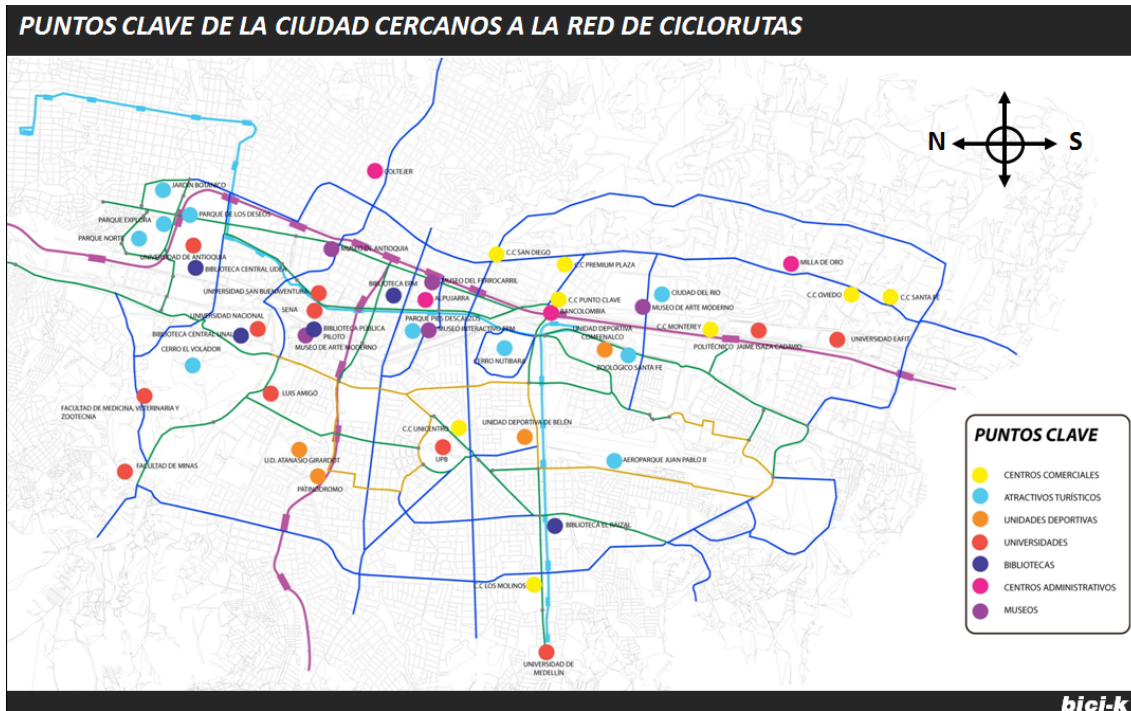 PUNTOS CLAVE DE LA CIUDAD CERCANOS A LA RED DE CICLORUTAS
N
S
COLTEJER
JARDIN BOTANICO
PARQUE DE LOS DESEOS
PARQUE EXPLORA
PARQUE NORTE
UNIVERSIDAD DE ANTIOQUIA
BIBLIOTECA CENTRAL UDEA
MUSEO DE ANTIOQUIA
C.C SAN DIEGO
C.C PREMIUM PLAZA
MILLA DE ORO
MUSEO DEL FERROCARRIL
BIBLIOTECA EPM
ALPUJARRA
UNIVERSIDAD SAN BUENAVENTURA
SENA
C.C PUNTO CLAVE
BANCOLOMBIA
CIUDAD DEL RIO
MUSEO DE ARTE MODERNO
C.C OVIEDO
C.C SANTA FE
UNIVERSIDAD NACIONAL
BIBLIOTECA CENTRAL UNAL
BIBLIOTECA PÚBLICA
PILOTO
MUSEO DE ARTE MODERNO
PARQUE PIES DESCALZOS
MUSEO INTERACTIVO EPM
UNIDAD DEPORTIVA
COMFENALCO
C.C MONTERREY
POLITÉCNICO JAIME ISAZA CADAVID
UNIVERSIDAD EAFIT
CERRO EL VOLADOR
CERRO NUTIBARA
ZOOLÓGICO SANTA FE
FACULTAD DE MEDICINA, VETERINARIA Y
ZOOTECNIA
LUIS AMIGÓ
C.C UNICENTRO
UNIDAD DEPORTIVA DE BELÉN
UPB
U.D. ATANASIO GIRARDOT
AEROPARQUE JUAN PABLO II
FACULTAD DE MINAS
PATINODROMO
BIBLIOTECA EL RAIZAL
C.C LOS MOLINOS
UNIVERSIDAD DE
MEDELLÍN
PUNTOS CLAVE
CENTROS COMERCIALES
ATRACTIVOS TURÍSTICOS
UNIDADES DEPORTIVAS
UNIVERSIDADES
BIBLIOTECAS
CENTROS ADMINISTRATIVOS
MUSEOS
bici-k